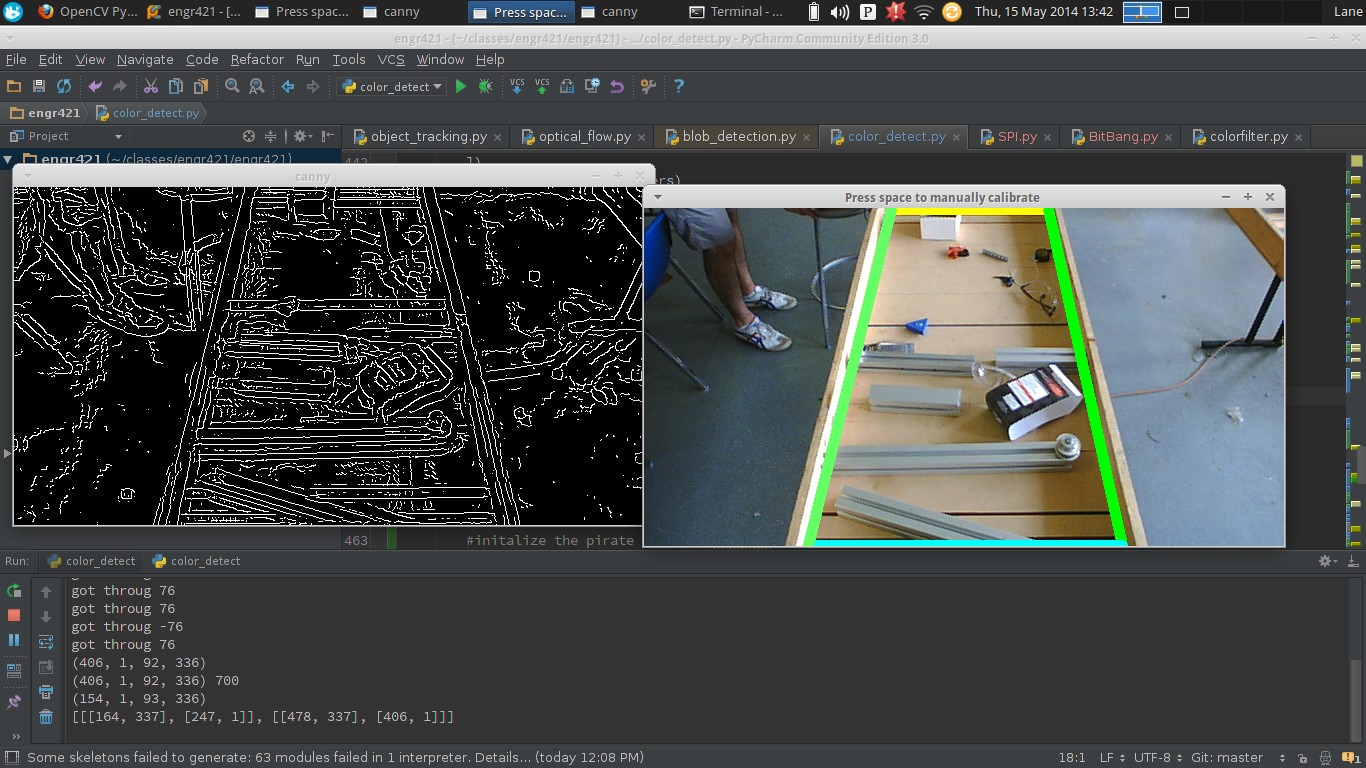 OpenCV Py... engr421 - [... Press spac... canny Press spac... canny Terminal - ... P Thu, 15 May 2014 13:42 Lane
engr421 - [~/classes/engr421/engr421] - .../color_detect.py - PyCharm Community Edition 3.0
File Edit View Navigate Code Refactor Run Tools VCS Window Help
color_detect VCS VCS ?
engr421 color_detect.py
Project object_tracking.py optical_flow.py blob_detection.py color_detect.py SPI.py BitBang.py colorfilter.py
engr421 (~/classes/engr421/engr421) 442 1)
canny
ers)
Press space to manually calibrate
463 #initalize the pirate
Run: color_detect color_detect
got throug 76
got throug 76
got throug -76
got throug 76
(406, 1, 92, 336)
(406, 1, 92, 336) 700
(154, 1, 93, 336)
[[[164, 337], [247, 1]], [[478, 337], [406, 1]]]
Some skeletons failed to generate: 63 modules failed in 1 interpreter. Details... (today 12:08 PM) 18:1 LF UTF-8 Git: master 1